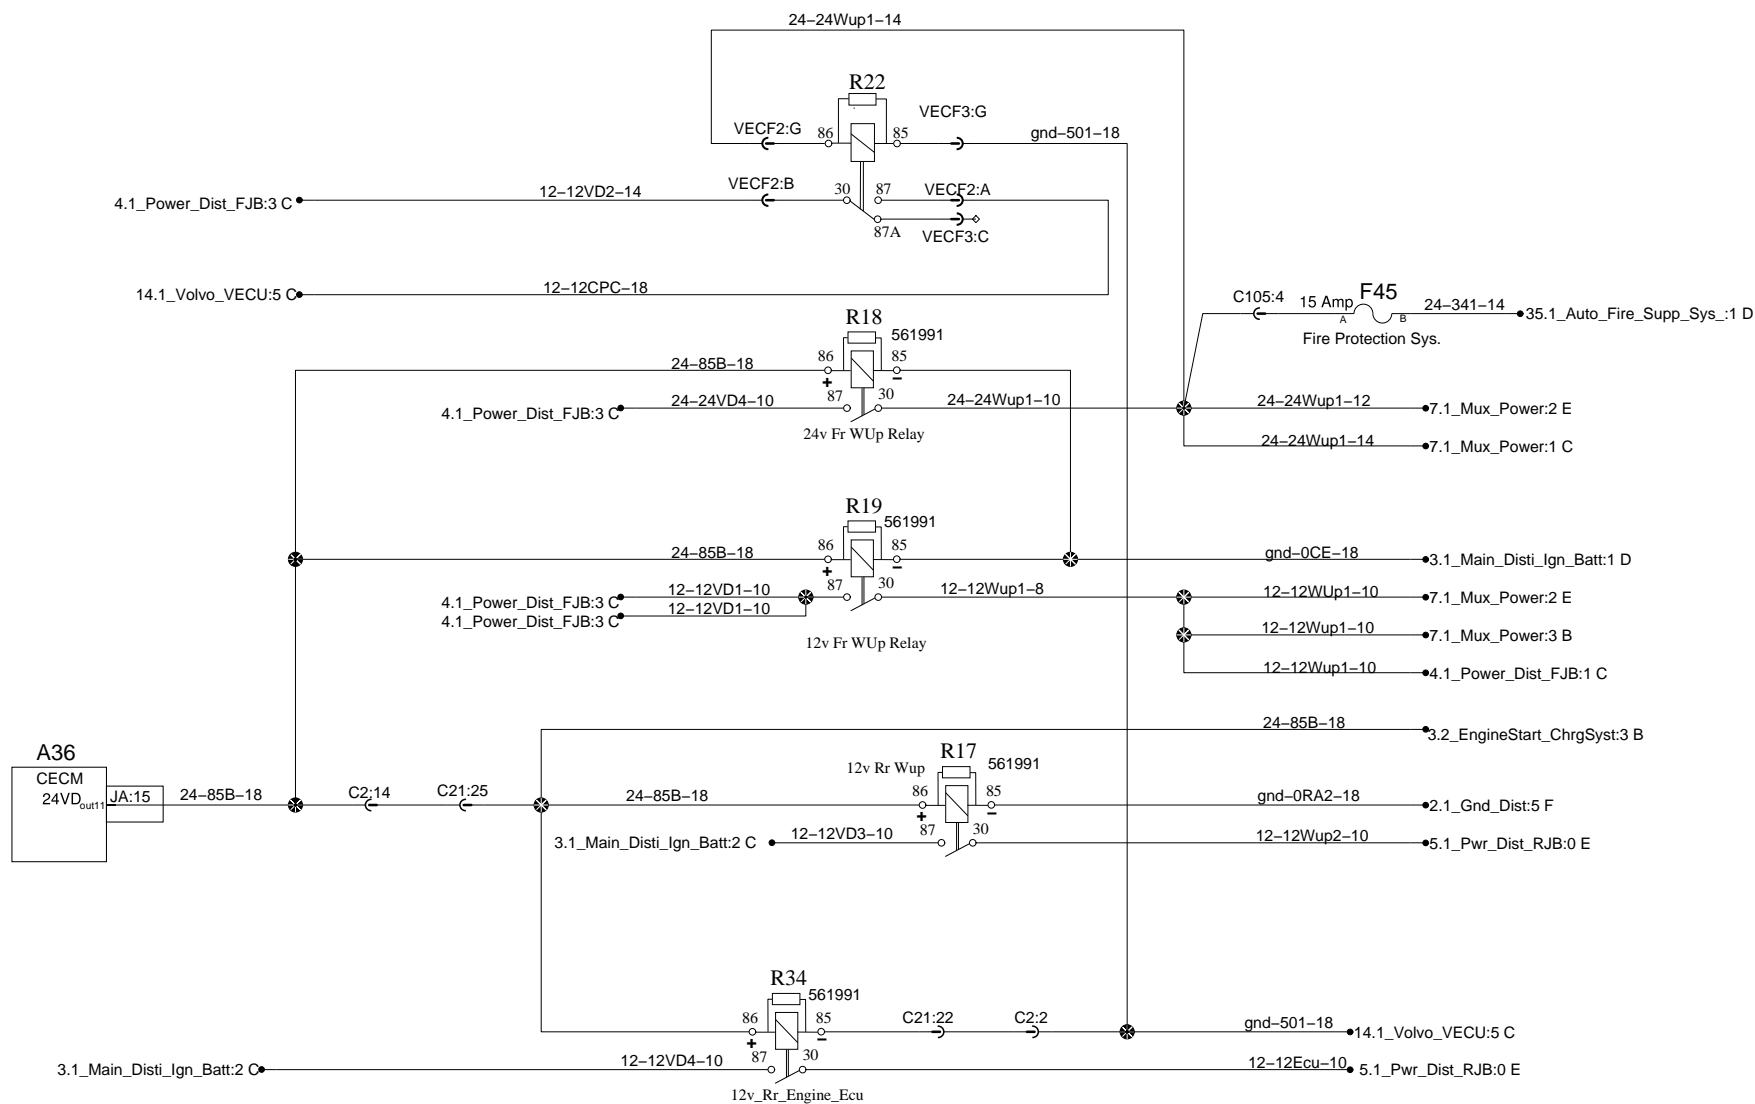 24–24Wup1–14
R22
VECF3:G
VECF2:G 86 85 gnd–501–18
12–12VD2–14 VECF2:B 30 87 VECF2:A
4.1_Power_Dist_FJB:3 C
87A VECF3:C
14.1_Volvo_VECU:5 C 12–12CPC–18
C105:4 15 Amp F45 24–341–14
A B 35.1_Auto_Fire_Supp_Sys_:1 D
Fire Protection Sys.
R18
561991
24–85B–18 86 85
+ –
4.1_Power_Dist_FJB:3 C 24–24VD4–10 87 30 24–24Wup1–10 24–24Wup1–12 7.1_Mux_Power:2 E
24v Fr WUp Relay
24–24Wup1–14 7.1_Mux_Power:1 C
R19
561991
24–85B–18 86 85 gnd–0CE–18 3.1_Main_Disti_Ign_Batt:1 D
+ –
4.1_Power_Dist_FJB:3 C 12–12VD1–10 87 30 12–12Wup1–8 12–12WUp1–10 7.1_Mux_Power:2 E
4.1_Power_Dist_FJB:3 C 12–12VD1–10
12v Fr WUp Relay
12–12Wup1–10 7.1_Mux_Power:3 B
12–12Wup1–10 4.1_Power_Dist_FJB:1 C
24–85B–18 3.2_EngineStart_ChrgSyst:3 B
A36
CECM
24VD out11 JA:15 24–85B–18 C2:14 C21:25
R17
12v Rr Wup 561991
24–85B–18 86 85 gnd–0RA2–18 2.1_Gnd_Dist:5 F
+ –
3.1_Main_Disti_Ign_Batt:2 C 12–12VD3–10 87 30 12–12Wup2–10 5.1_Pwr_Dist_RJB:0 E
R34
561991
86 85 C21:22 C2:2 gnd–501–18 14.1_Volvo_VECU:5 C
+ –
3.1_Main_Disti_Ign_Batt:2 C 12–12VD4–10 87 30 12–12Ecu–10 5.1_Pwr_Dist_RJB:0 E
12v_Rr_Engine_Ecu